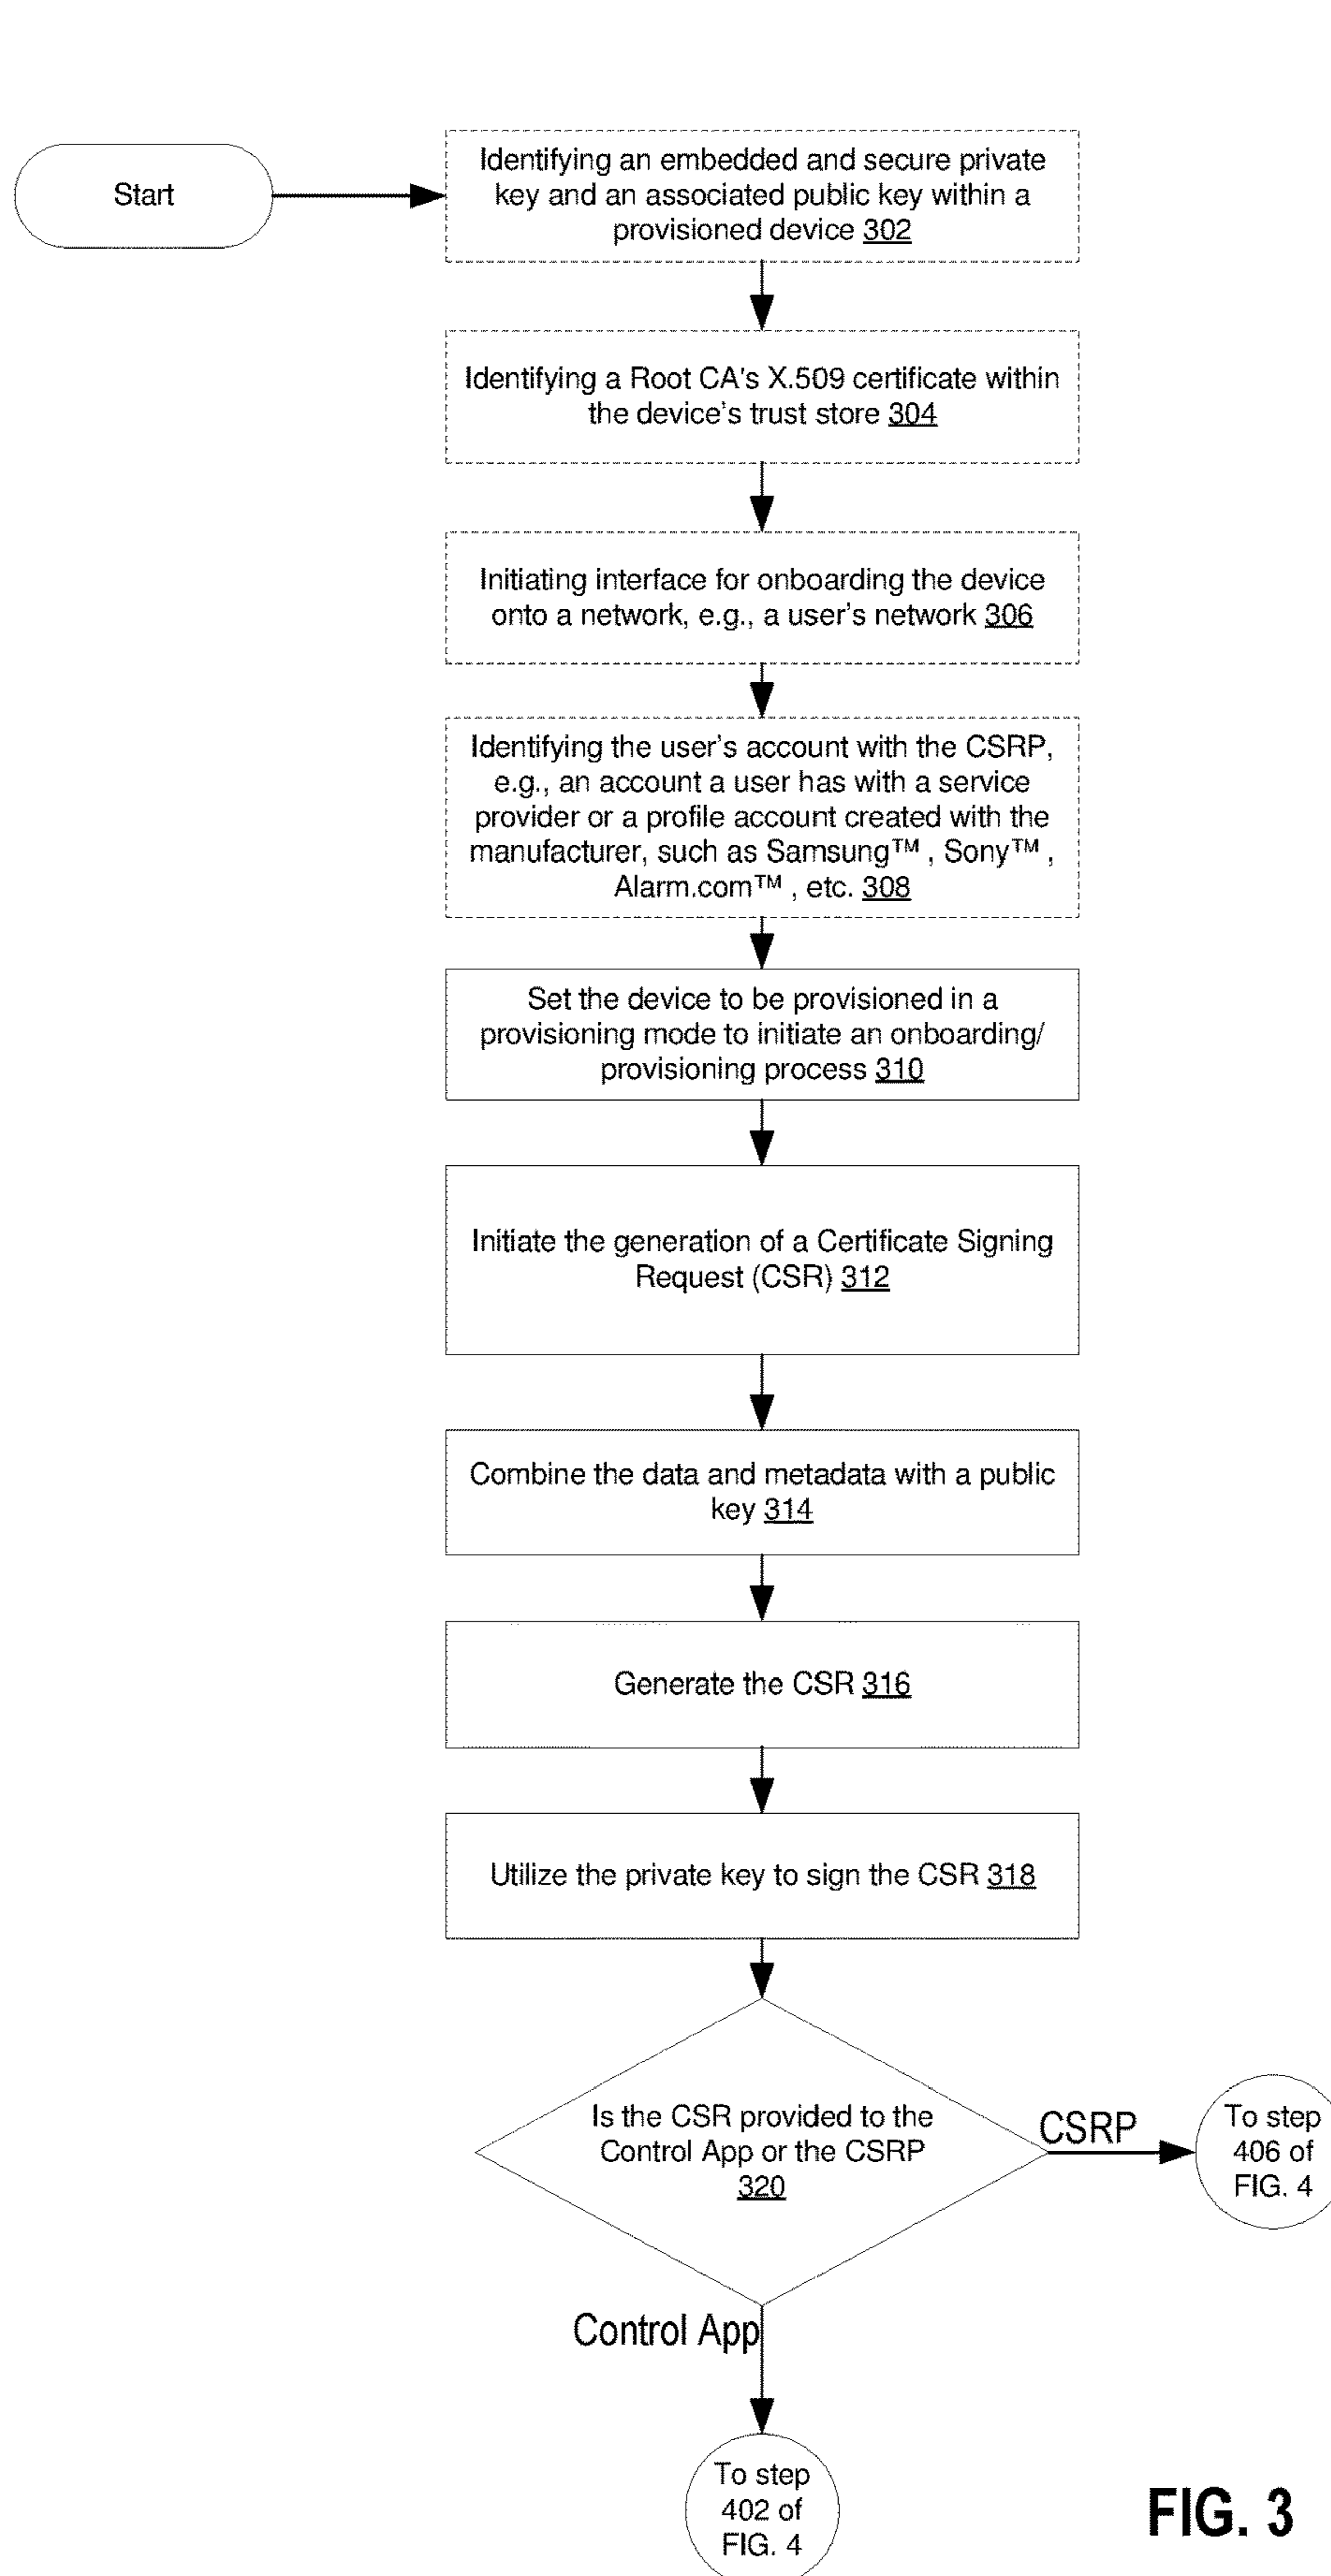 Start
Identifying an embedded and secure private
key and an associated public key within a
provisioned device 302
Identifying a Root CA's X.509 certificate within
the device's trust store 304
Initiating interface for onboarding the device
onto a network, e.g., a user's network 306
Identifying the user's account with the CSRP,
e.g., an account a user has with a service
provider or a profile account created with the
manufacturer, such as Samsung™ , Sony™ ,
Alarm.com™ , etc. 308
Set the device to be provisioned in a
provisioning mode to initiate an onboarding/
provisioning process 310
Initiate the generation of a Certificate Signing
Request (CSR) 312
Combine the data and metadata with a public
key 314
Generate the CSR 316
Utilize the private key to sign the CSR 318
Is the CSR provided to the
Control App or the CSRP
320
CSRP
To step
406 of
FIG. 4
Control App
To step
402 of
FIG. 4
FIG. 3